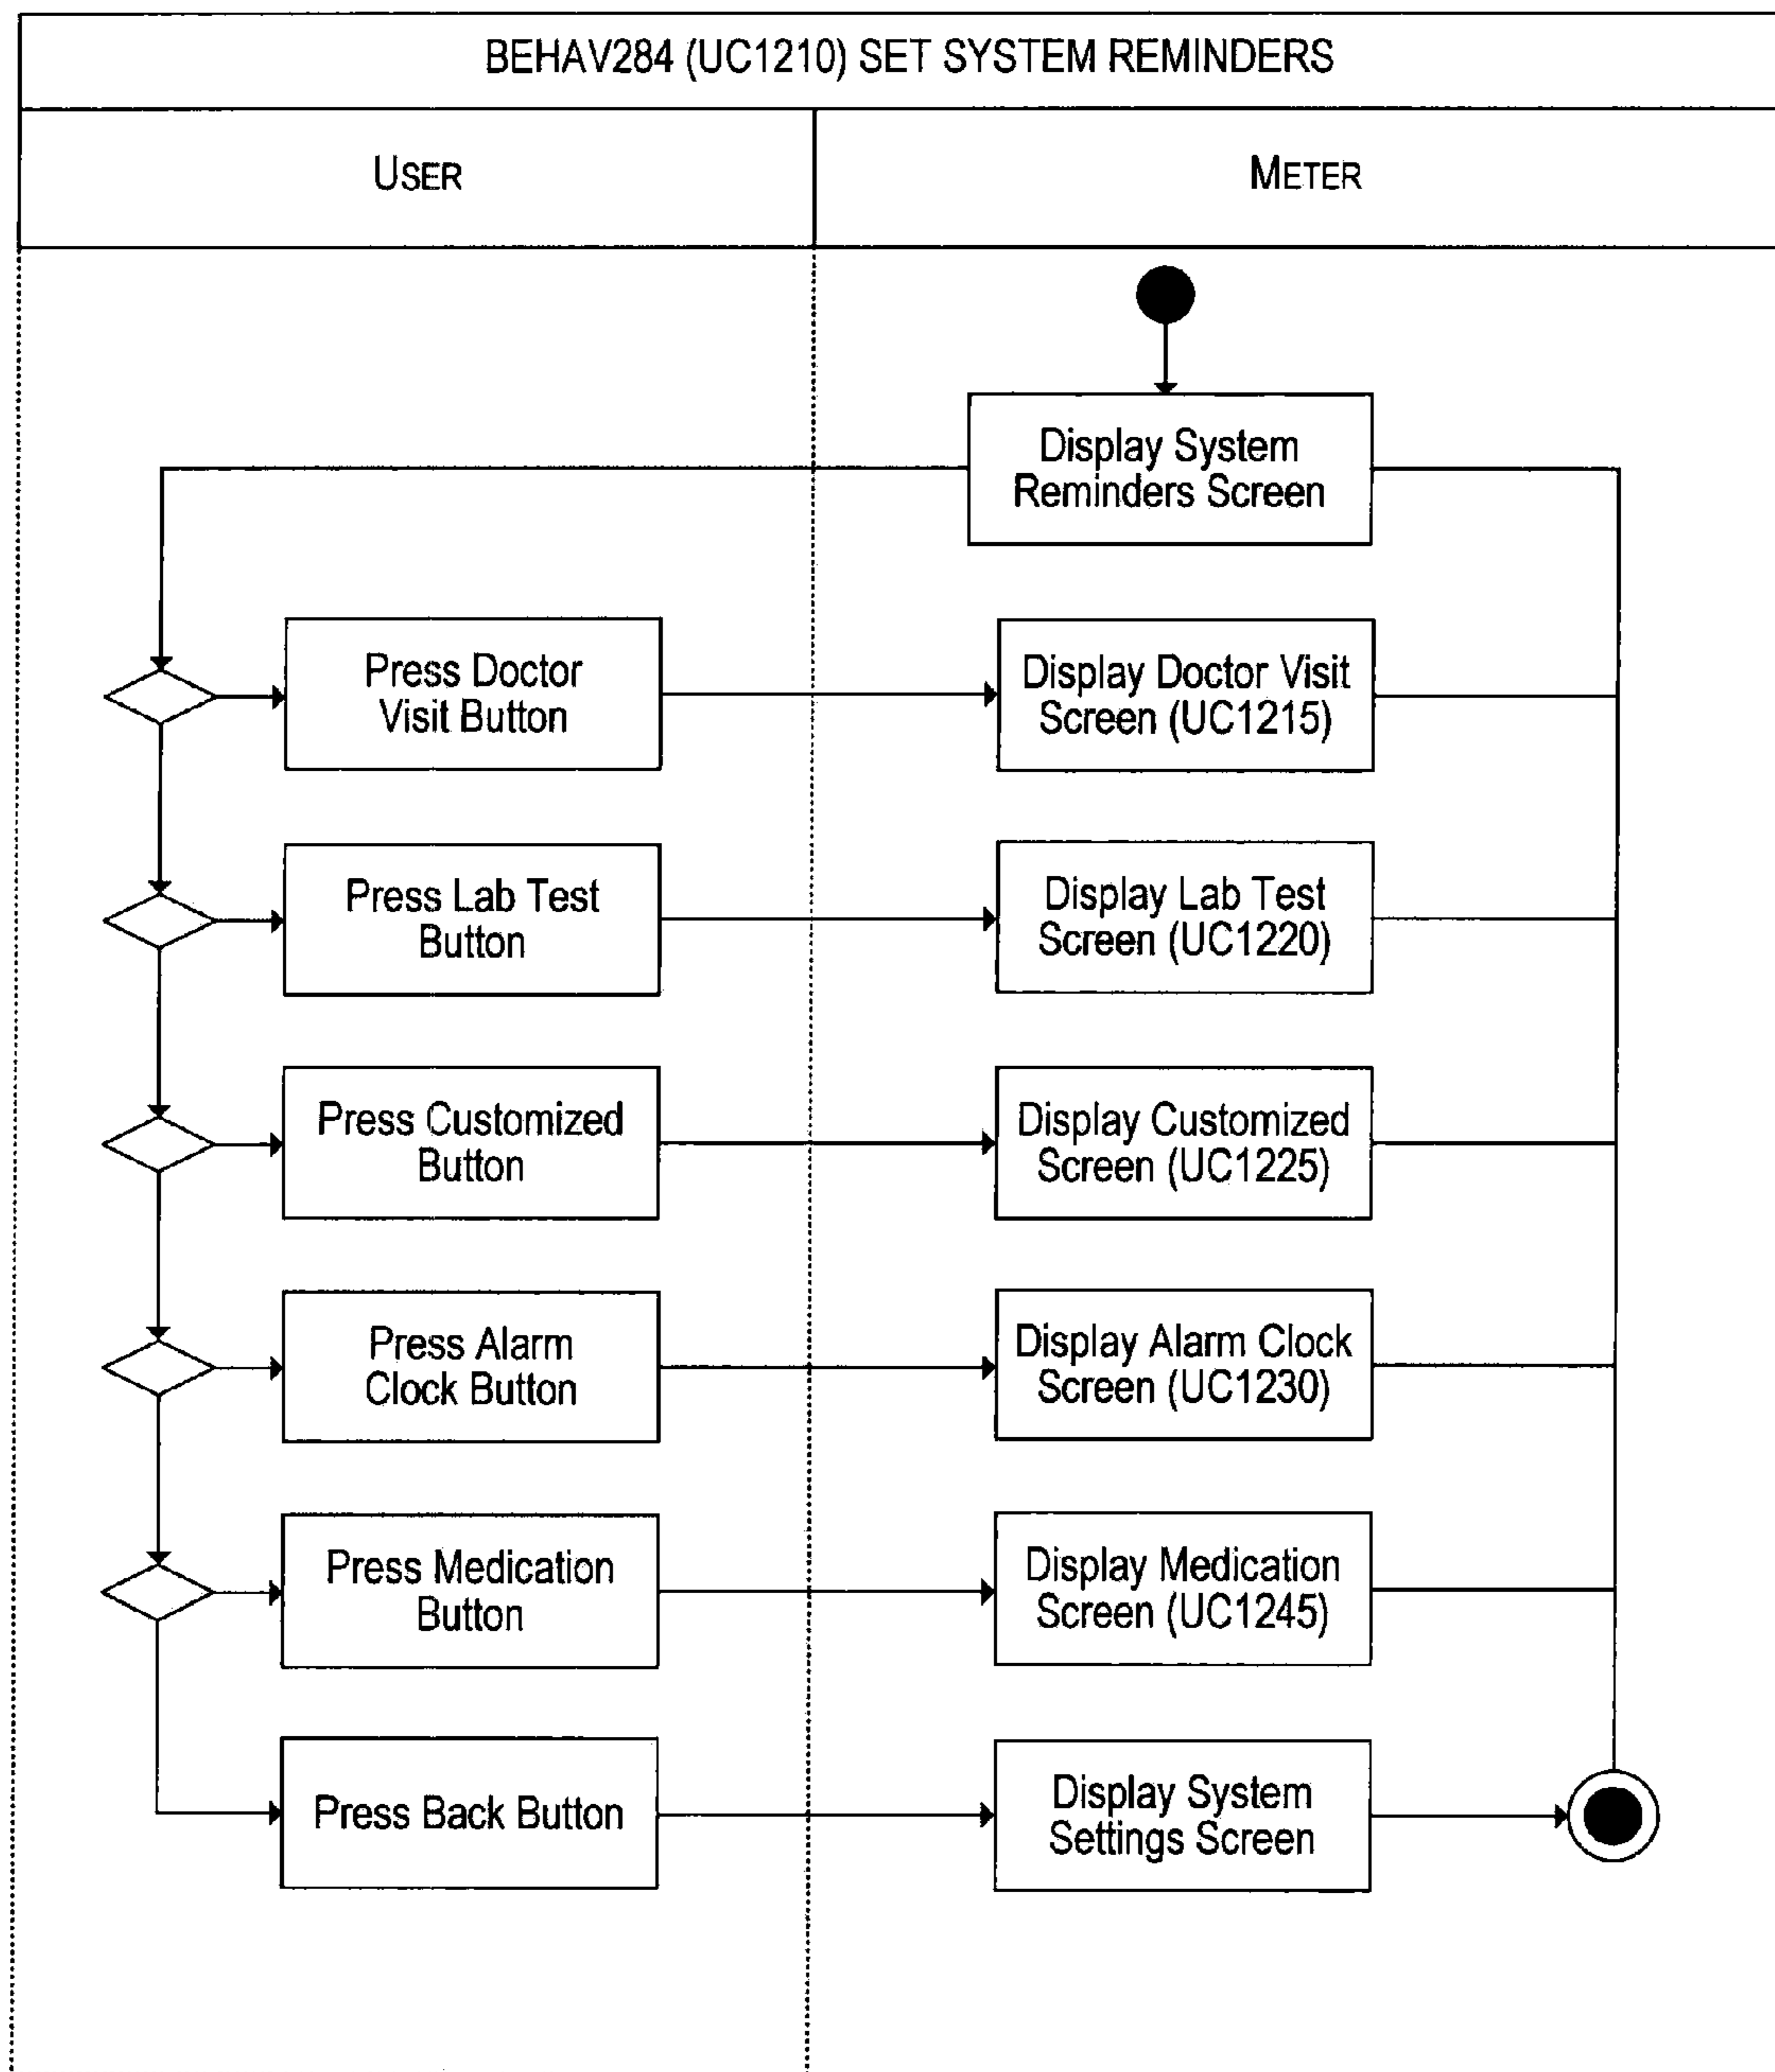 BEHAV284 (UC1210) SET SYSTEM REMINDERS
USER
METER
Display System
Reminders Screen
Press Doctor
Visit Button
Display Doctor Visit
Screen (UC1215)
Press Lab Test
Button
Display Lab Test
Screen (UC1220)
Press Customized
Button
Display Customized
Screen (UC1225)
Press Alarm
Clock Button
Display Alarm Clock
Screen (UC1230)
Press Medication
Button
Display Medication
Screen (UC1245)
Press Back Button
Display System
Settings Screen